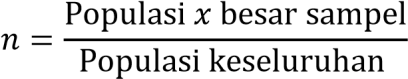 n = Populasi x besar sampel
Populasi keseluruhan